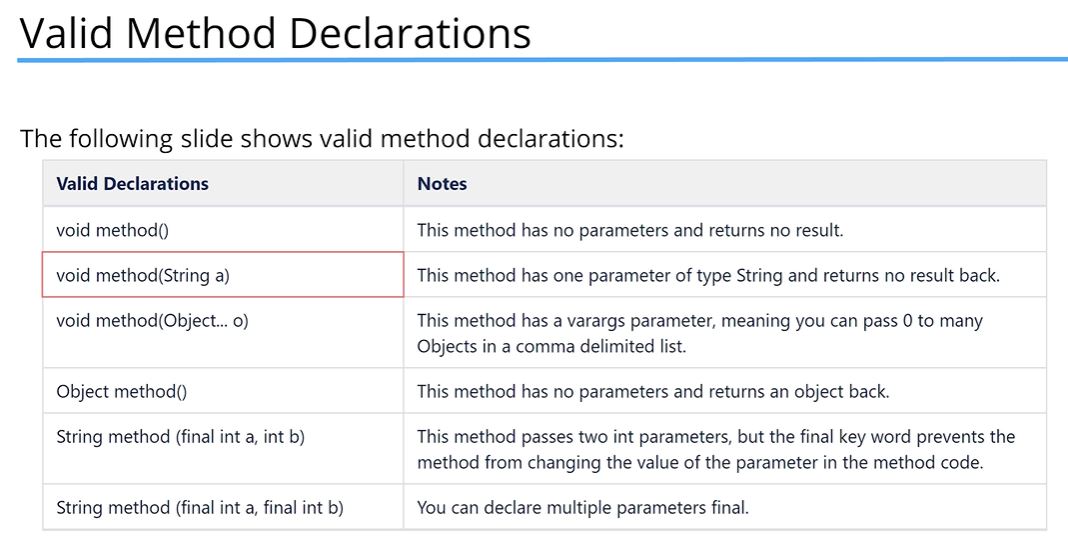 Valid Method Declarations
The following slide shows valid method declarations:
Valid Declarations
Notes
void method()
This method has no parameters and returns no result.
void method(String a)
This method has one parameter of type String and returns no result back.
void method(Object... o)
This method has a varargs parameter, meaning you can pass 0 to many
Objects in a comma delimited list.
Object method()
This method has no parameters and returns an object back.
String method (final int a, int b)
This method passes two int parameters, but the final key word prevents the
method from changing the value of the parameter in the method code.
String method (final int a, final int b)
You can declare multiple parameters final.